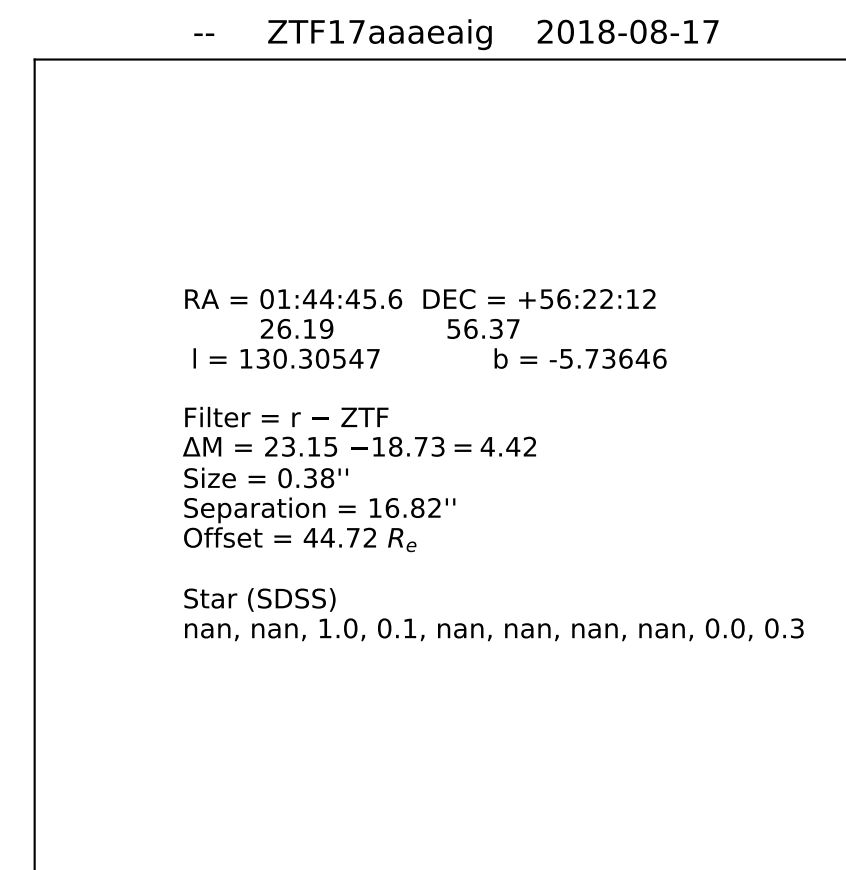 -- ZTF17aaaeaig 2018-08-17
RA = 01:44:45.6 DEC = +56:22:12
26.19 56.37
l = 130.30547 b = -5.73646
Filter = r − ZTF
ΔM = 23.15 −18.73 = 4.42
Size = 0.38''
Separation = 16.82''
Offset = 44.72 Rₑ
Star (SDSS)
nan, nan, 1.0, 0.1, nan, nan, nan, nan, 0.0, 0.3